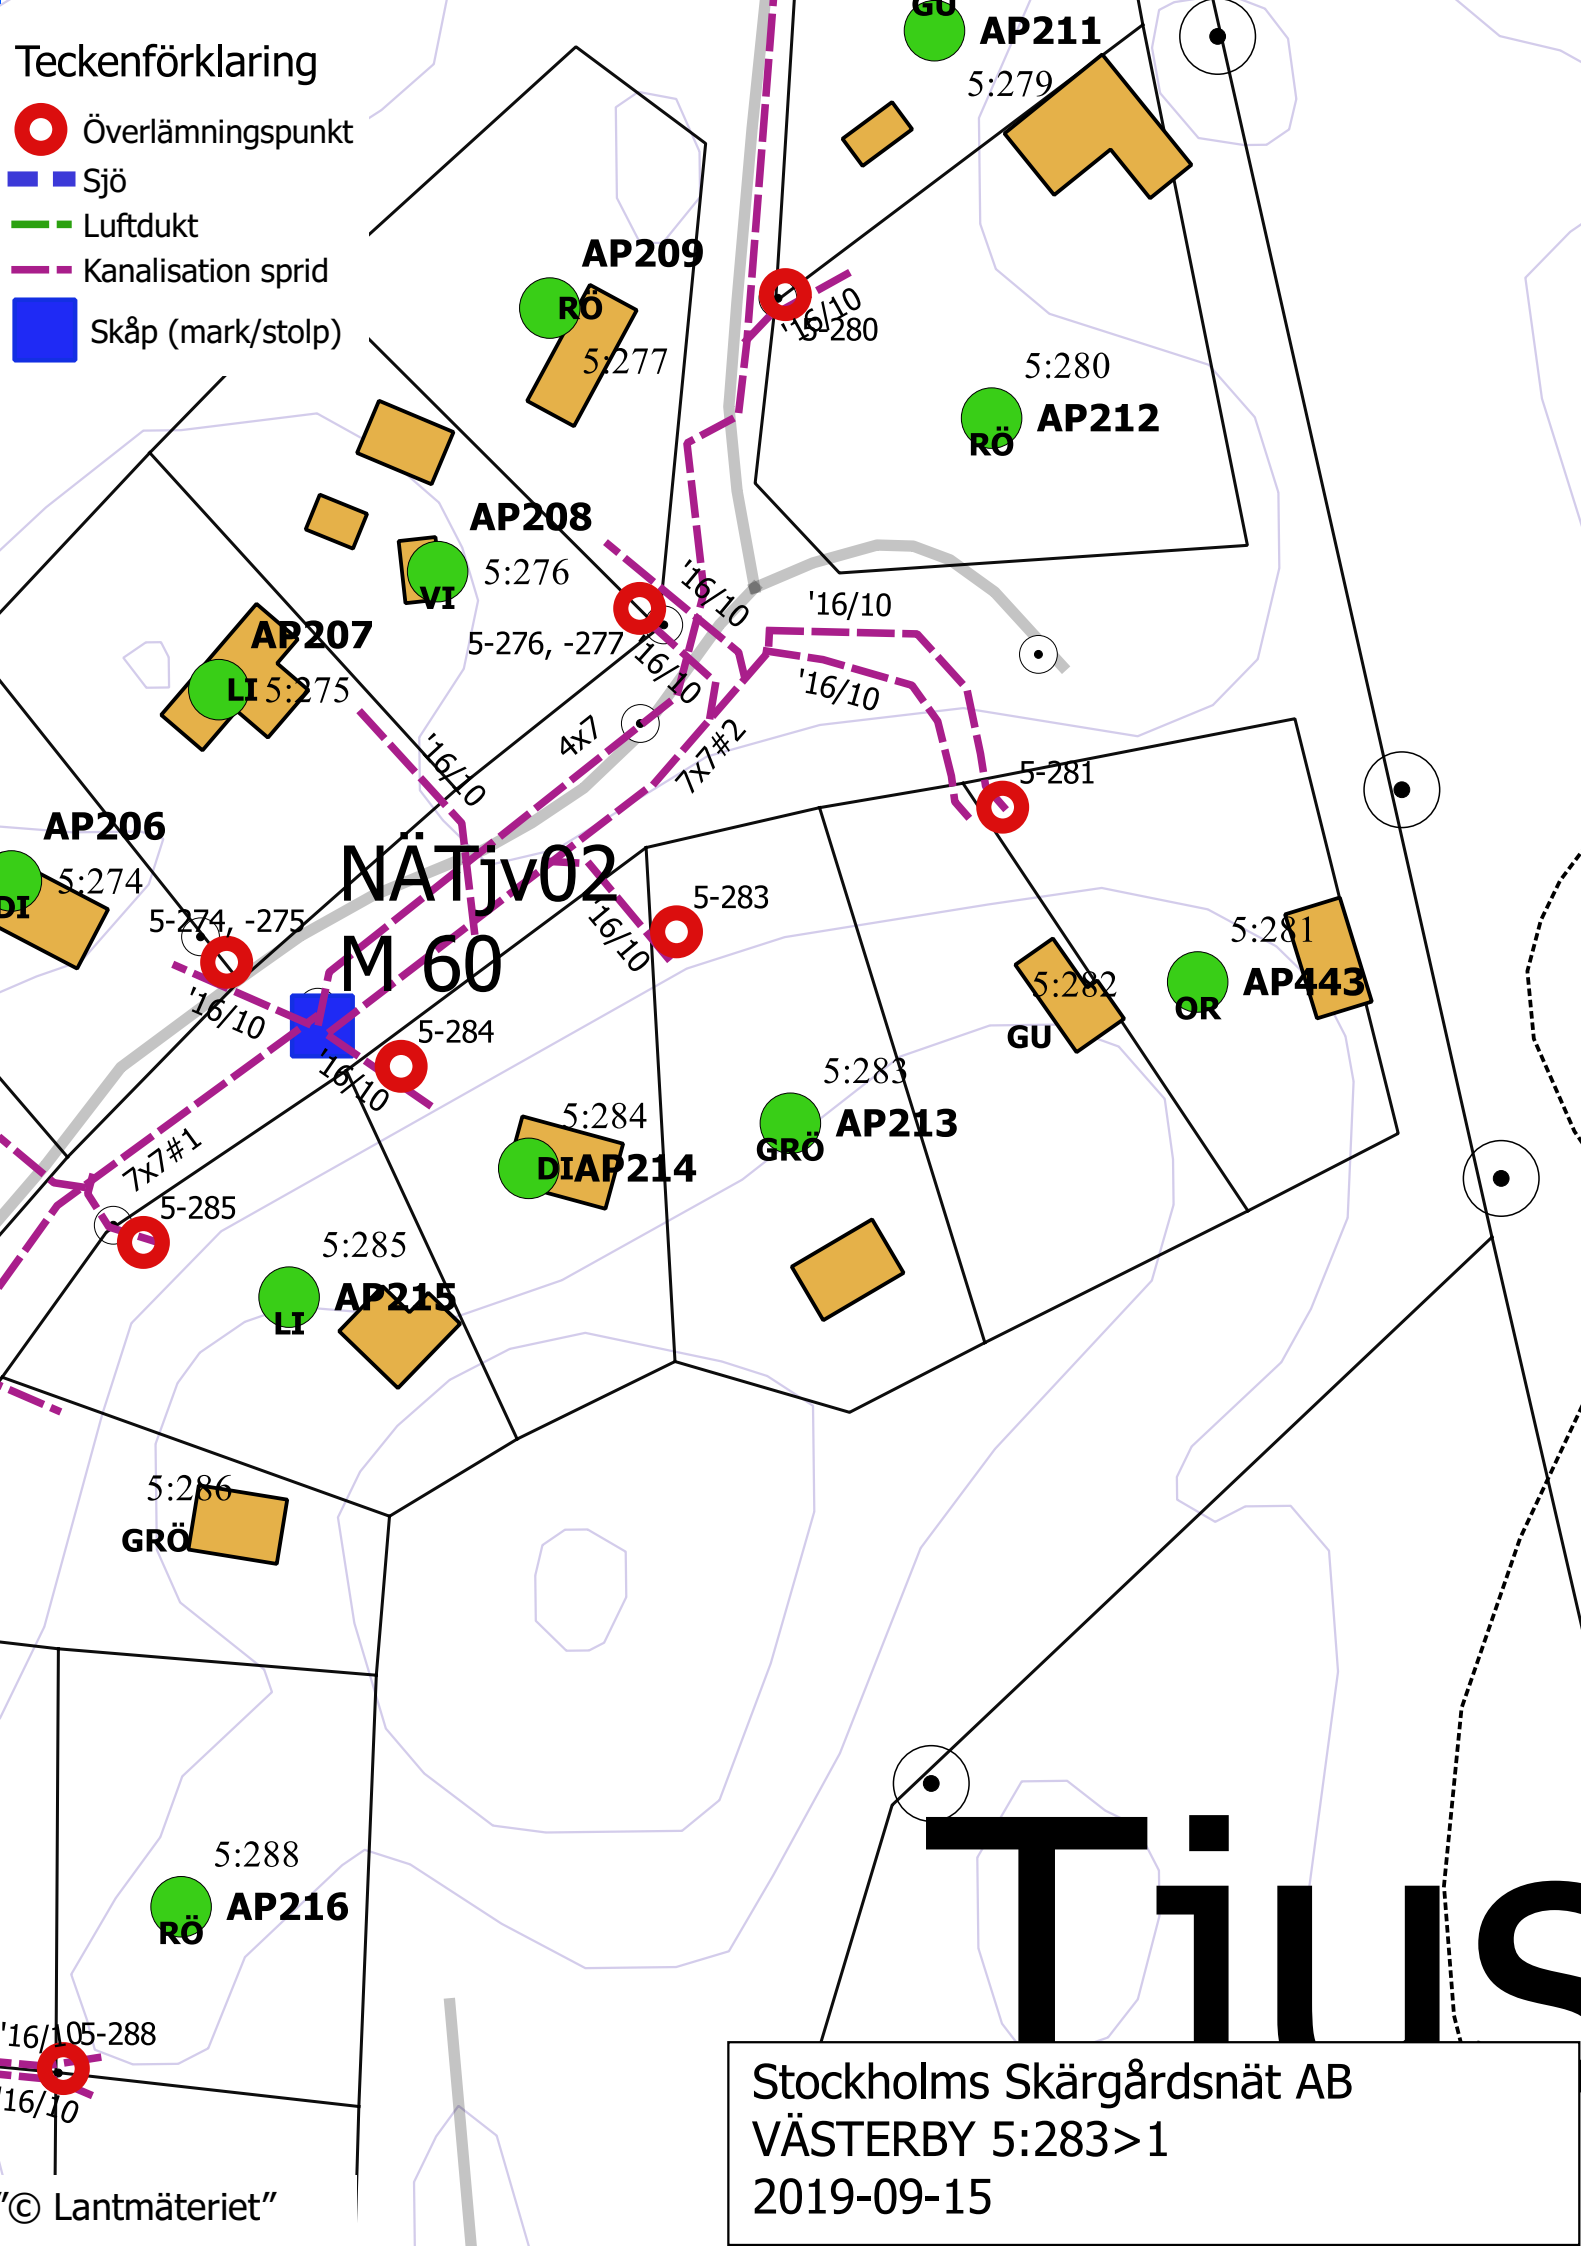 Teckenförklaring
Överlämningspunkt
Sjö
Luftdukt
Kanalisation sprid
Skåp (mark/stolp)
GU
AP211
5:279
AP209
RÖ
5:277
'16/10
5-280
5:280
AP212
RÖ
AP208
5:276
VI
'16/10
5-276, -277
'16/10
'16/10
'16/10
AP207
LI
5:275
4x7
7x7#2
'16/10
5-281
AP206
5:274
DI
5-274, -275
NÄTjv02
M 60
5-283
'16/10
5:281
AP443
OR
5:282
GU
'16/10
5-284
'16/10
5:283
AP213
GRÖ
5:284
DI
AP214
7x7#1
5-285
5:285
AP215
LI
5:286
GRÖ
5:288
AP216
RÖ
'16/10
5-288
'16/10
Tjus
Stockholms Skärgårdsnät AB
VÄSTERBY 5:283>1
2019-09-15
"© Lantmäteriet"